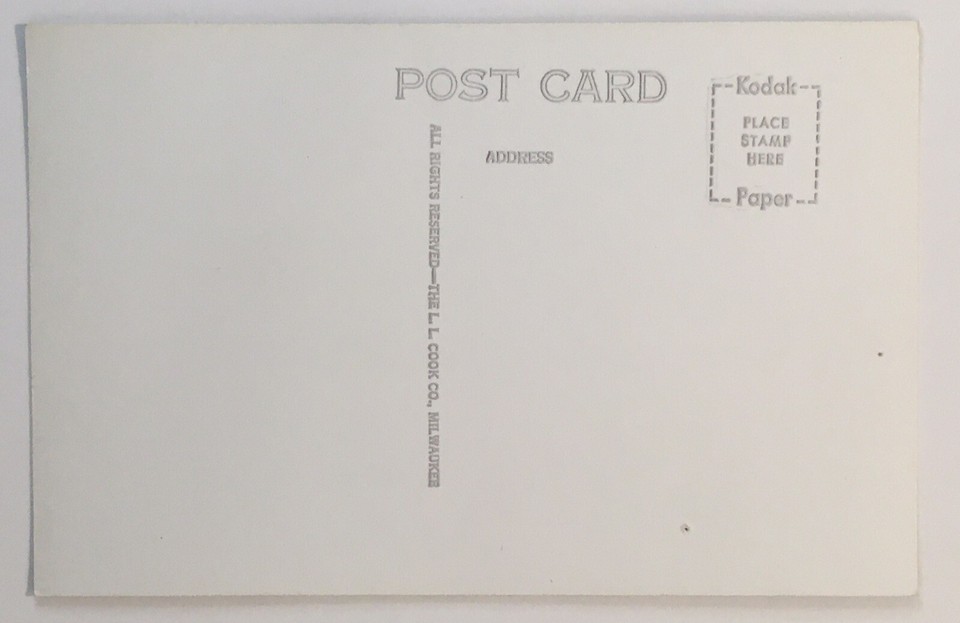 POST CARD
ALL RIGHTS RESERVED—THE L. L. COOK CO., MILWAUKEE
ADDRESS
Kodak
PLACE
STAMP
HERE
Paper